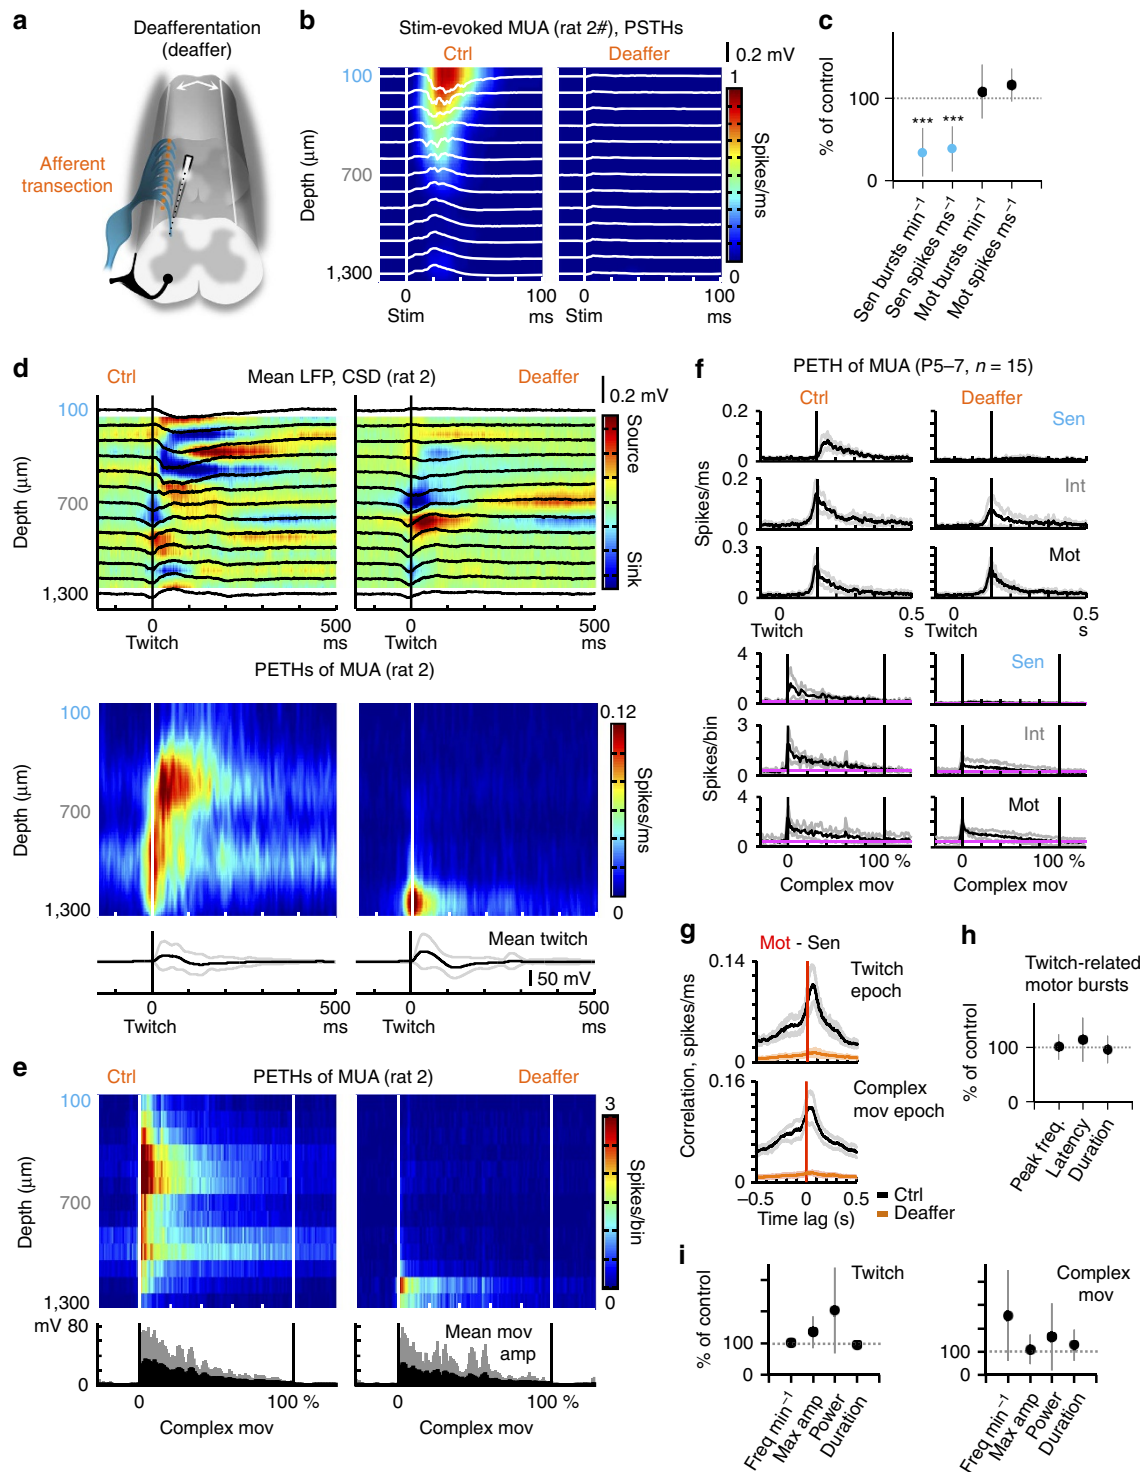 a
Deafferentation
(deaffer)
Afferent
transection
b
Stim-evoked MUA (rat 2#), PSTHs
Ctrl
Deaffer
0.2 mV
100
700
1,300
Depth (µm)
0
Stim
100
ms
0
Stim
100
ms
1
0
Spikes/ms
c
% of control
100
0
***
***
Sen bursts min⁻¹
Sen spikes ms⁻¹
Mot bursts min⁻¹
Mot spikes ms⁻¹
d
Ctrl
Mean LFP, CSD (rat 2)
Deaffer
0.2 mV
100
700
1,300
Depth (µm)
Source
Sink
0
Twitch
500
ms
0
Twitch
500
ms
PETHs of MUA (rat 2)
100
700
1,300
Depth (µm)
0.12
0
Spikes/ms
Mean twitch
50 mV
0
Twitch
500
ms
0
Twitch
500
ms
e
Ctrl
PETHs of MUA (rat 2)
Deaffer
100
700
1,300
Depth (µm)
3
0
Spikes/bin
mV 80
0
Mean mov
amp
0
100 %
Complex mov
0
100 %
Complex mov
f
PETH of MUA (P5–7, n = 15)
Ctrl
Deaffer
0.2
0
Sen
0.2
0
Int
0.3
0
Mot
Spikes/ms
0
Twitch
0.5
s
0
Twitch
0.5
s
4
0
Sen
3
0
Int
4
0
Mot
Spikes/bin
0
100 %
Complex mov
0
100 %
Complex mov
g
Mot - Sen
0.14
0
Twitch
epoch
0.16
0
Complex
mov epoch
Correlation, spikes/ms
−0.5
0
0.5
Time lag (s)
Ctrl
Deaffer
h
Twitch-related
motor bursts
% of control
100
0
Peak freq.
Latency
Duration
i
Twitch
% of control
100
0
Freq min⁻¹
Max amp
Power
Duration
Complex
mov
100
0
Freq min⁻¹
Max amp
Power
Duration